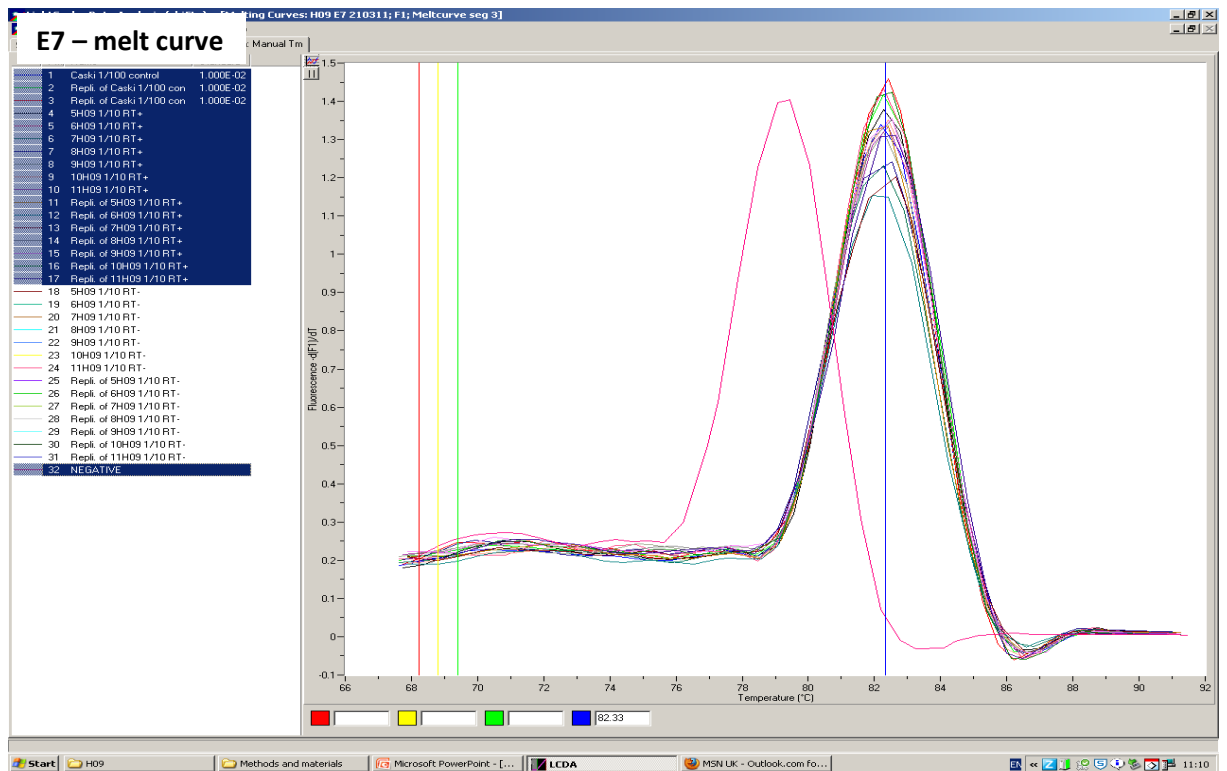 [Melting Curves: H09 E7 210311; F1; Meltcurve seg 3]
E7 – melt curve
Manual Tm
1 Caski 1/100 control 1.000E-02
2 Repli. of Caski 1/100 con 1.000E-02
3 Repli. of Caski 1/100 con 1.000E-02
4 5H09 1/10 RT+
5 6H09 1/10 RT+
6 7H09 1/10 RT+
7 8H09 1/10 RT+
8 9H09 1/10 RT+
9 10H09 1/10 RT+
10 11H09 1/10 RT+
11 Repli. of 5H09 1/10 RT+
12 Repli. of 6H09 1/10 RT+
13 Repli. of 7H09 1/10 RT+
14 Repli. of 8H09 1/10 RT+
15 Repli. of 9H09 1/10 RT+
16 Repli. of 10H09 1/10 RT+
17 Repli. of 11H09 1/10 RT+
18 5H09 1/10 RT-
19 6H09 1/10 RT-
20 7H09 1/10 RT-
21 8H09 1/10 RT-
22 9H09 1/10 RT-
23 10H09 1/10 RT-
24 11H09 1/10 RT-
25 Repli. of 5H09 1/10 RT-
26 Repli. of 6H09 1/10 RT-
27 Repli. of 7H09 1/10 RT-
28 Repli. of 8H09 1/10 RT-
29 Repli. of 9H09 1/10 RT-
30 Repli. of 10H09 1/10 RT-
31 Repli. of 11H09 1/10 RT-
32 NEGATIVE
1.5
1.4
1.3
1.2
1.1
1
0.9
0.8
0.7
0.6
0.5
0.4
0.3
0.2
0.1
0
-0.1
Fluorescence -d(F1)/dT
66 68 70 72 74 76 78 80 82 84 86 88 90 92
Temperature (°C)
82.33
Start H09 Methods and materials Microsoft PowerPoint - [... LCDA MSN UK - Outlook.com fo... EN « 11:10